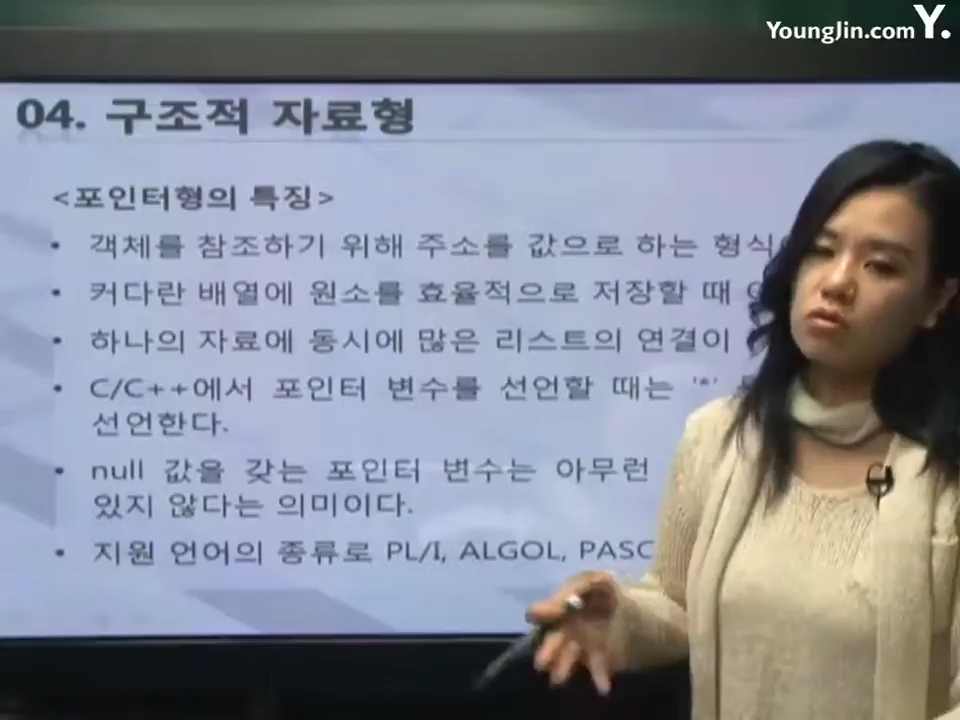 YoungJin.com Y.
04. 구조적 자료형
<포인터형의 특징>
• 객체를 참조하기 위해 주소를 값으로 하는 형식
• 커다란 배열에 원소를 효율적으로 저장할 때
• 하나의 자료에 동시에 많은 리스트의 연결이
• C/C++에서 포인터 변수를 선언할 때는 '*'
선언한다.
• null 값을 갖는 포인터 변수는 아무런
있지 않다는 의미이다.
• 지원 언어의 종류로 PL/I, ALGOL, PASC